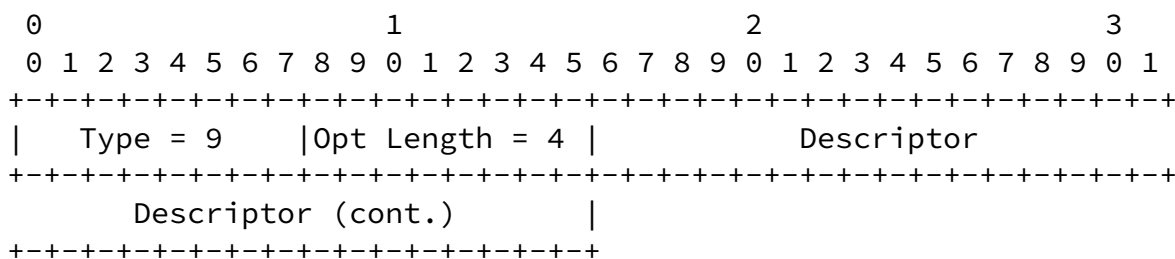 0                   1                   2                   3
 0 1 2 3 4 5 6 7 8 9 0 1 2 3 4 5 6 7 8 9 0 1 2 3 4 5 6 7 8 9 0 1
+-+-+-+-+-+-+-+-+-+-+-+-+-+-+-+-+-+-+-+-+-+-+-+-+-+-+-+-+-+-+-+-+
|   Type = 9    |Opt Length = 4 |           Descriptor
+-+-+-+-+-+-+-+-+-+-+-+-+-+-+-+-+-+-+-+-+-+-+-+-+-+-+-+-+-+-+-+-+
       Descriptor (cont.)       |
+-+-+-+-+-+-+-+-+-+-+-+-+-+-+-+-+